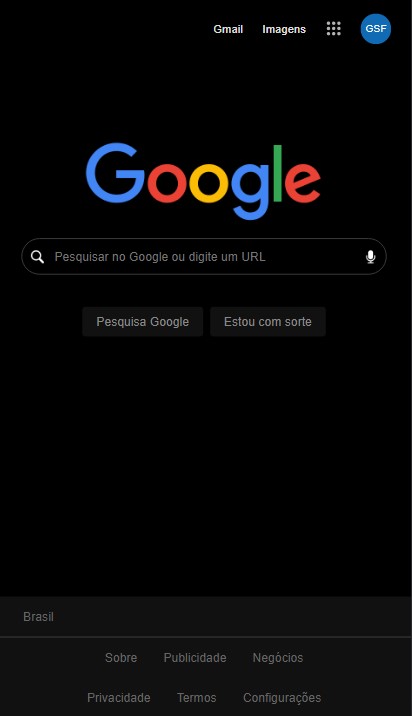 Gmail Imagens GSF
Google
Pesquisar no Google ou digite um URL
Pesquisa Google Estou com sorte
Brasil
Sobre Publicidade Negócios
Privacidade Termos Configurações